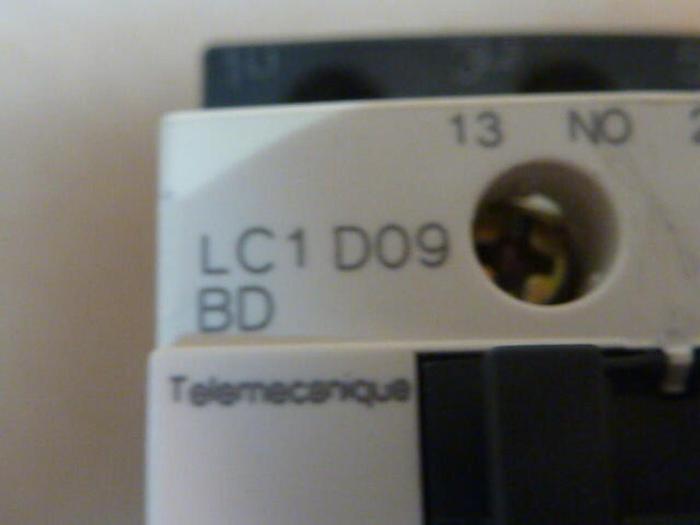 13 NO
LC1 D09
BD
Telemecanique